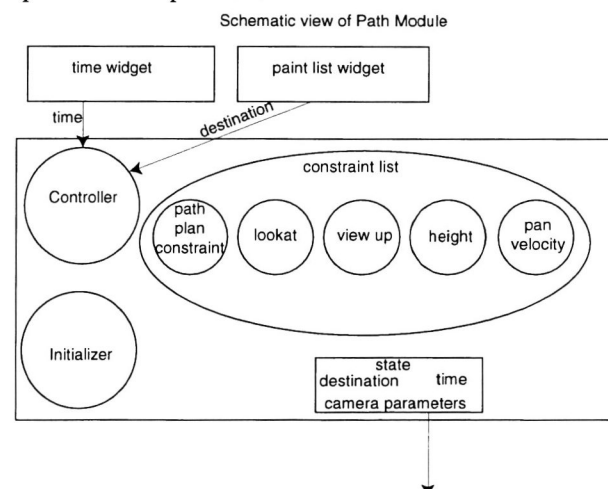 Schematic view of Path Module
time widget
paint list widget
time
destination
Controller
constraint list
path
plan
constraint
lookat
view up
height
pan
velocity
Initializer
state
destination time
camera parameters